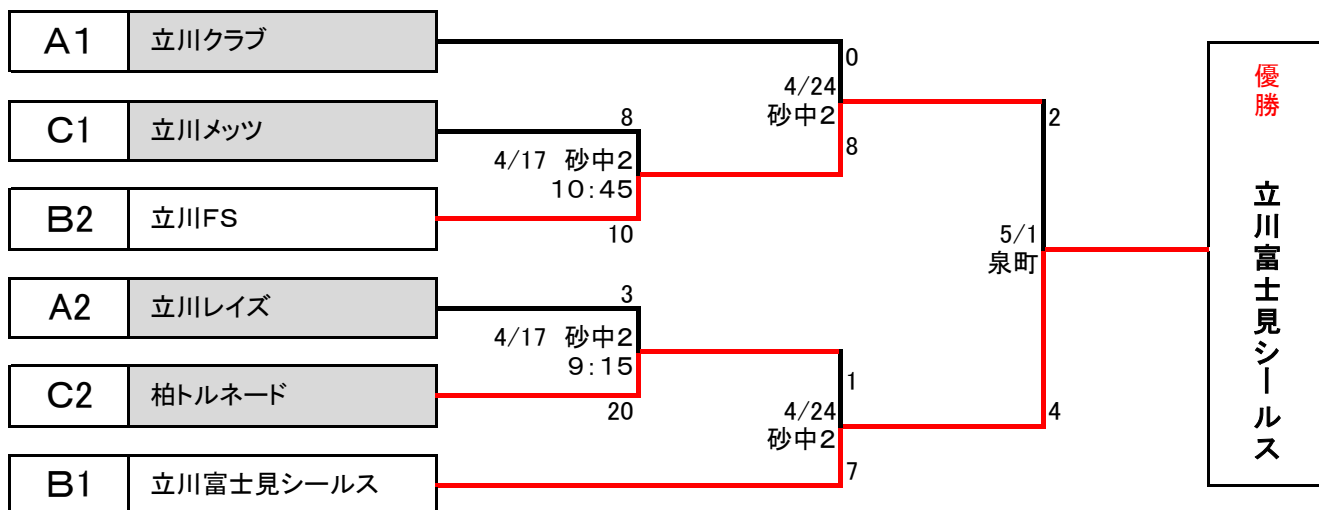 A1 立川クラブ
0
4/24
砂中2
8
C1 立川メッツ
8
4/17 砂中2
10:45
B2 立川FS
10
2
5/1
泉町
4
A2 立川レイズ
3
4/17 砂中2
9:15
C2 柏トルネード
20
1
4/24
砂中2
7
B1 立川富士見シールス
優勝 立川富士見シールス